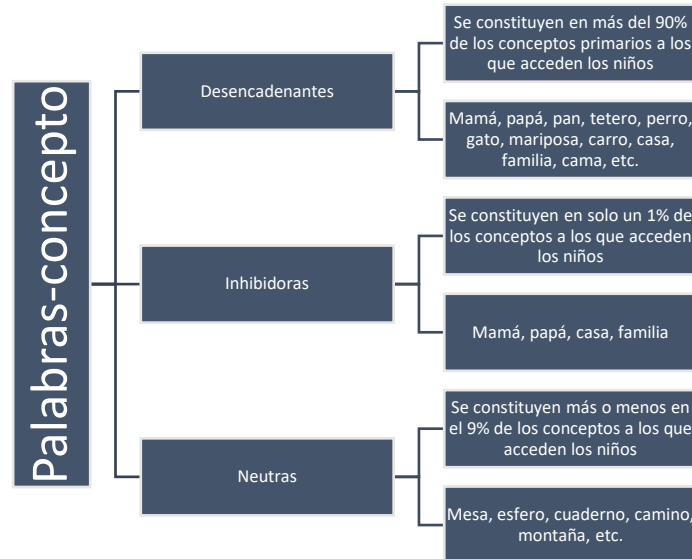 Palabras-concepto
Desencadenantes
Se constituyen en más del 90%
de los conceptos primarios a los
que acceden los niños
Mamá, papá, pan, tetero, perro,
gato, mariposa, carro, casa,
familia, cama, etc.
Inhibidoras
Se constituyen en solo un 1% de
los conceptos a los que acceden
los niños
Mamá, papá, casa, familia
Neutras
Se constituyen más o menos en
el 9% de los conceptos a los que
acceden los niños
Mesa, esfero, cuaderno, camino,
montaña, etc.